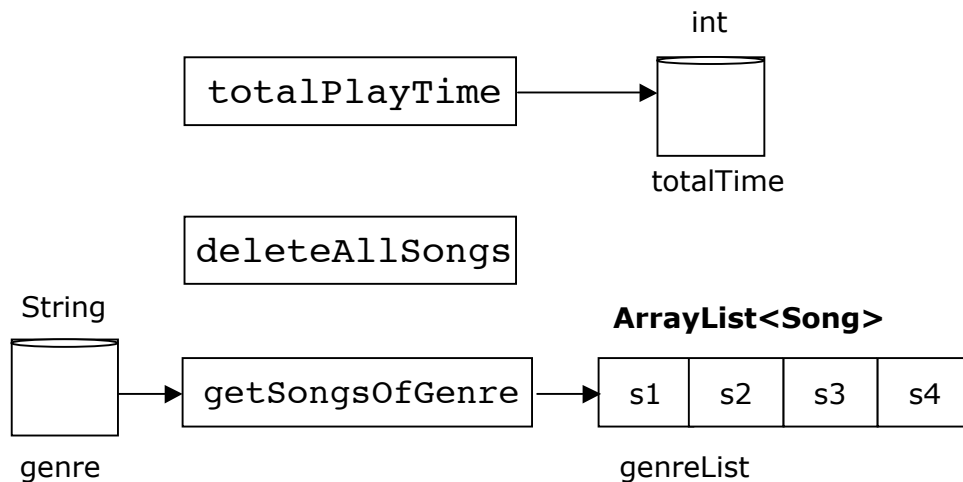 int
totalPlayTime
totalTime
deleteAllSongs
String
ArrayList<Song>
getSongsOfGenre
s1 s2 s3 s4
genre
genreList